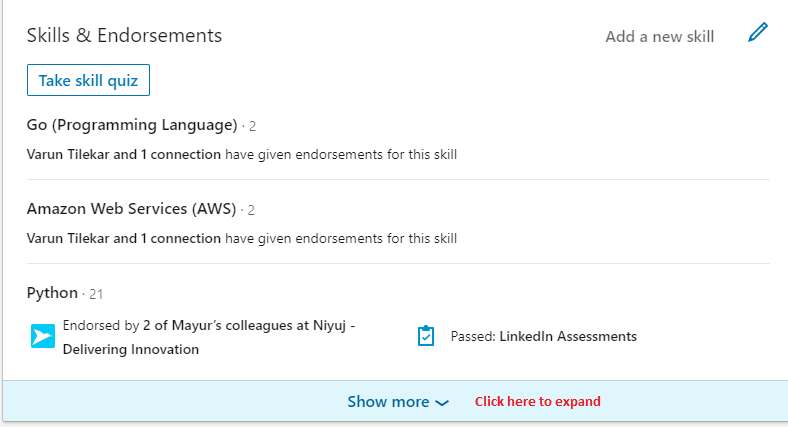 Skills & Endorsements
Add a new skill
Take skill quiz
Go (Programming Language) · 2
Varun Tilekar and 1 connection have given endorsements for this skill
Amazon Web Services (AWS) · 2
Varun Tilekar and 1 connection have given endorsements for this skill
Python · 21
Endorsed by 2 of Mayur's colleagues at Niyuj -
Delivering Innovation
Passed: LinkedIn Assessments
Show more
Click here to expand